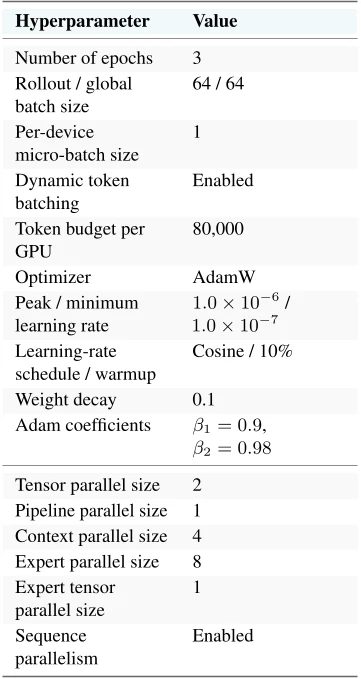 Hyperparameter Value
Number of epochs 3
Rollout / global 64 / 64
batch size
Per-device 1
micro-batch size
Dynamic token Enabled
batching
Token budget per 80,000
GPU
Optimizer AdamW
Peak / minimum 1.0 × 10⁻⁶ /
learning rate 1.0 × 10⁻⁷
Learning-rate Cosine / 10%
schedule / warmup
Weight decay 0.1
Adam coefficients β₁ = 0.9,
β₂ = 0.98
Tensor parallel size 2
Pipeline parallel size 1
Context parallel size 4
Expert parallel size 8
Expert tensor 1
parallel size
Sequence Enabled
parallelism